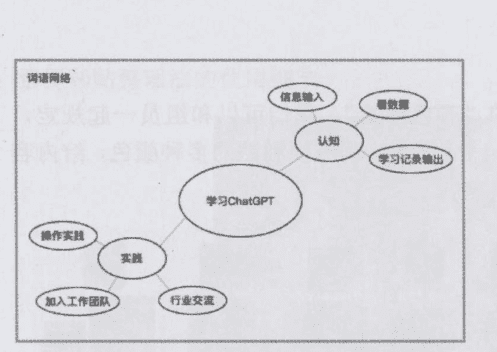 词语网络
信息输入
看数据
认知
学习记录输出
学习ChatGPT
操作实践
实践
加入工作团队
行业交流